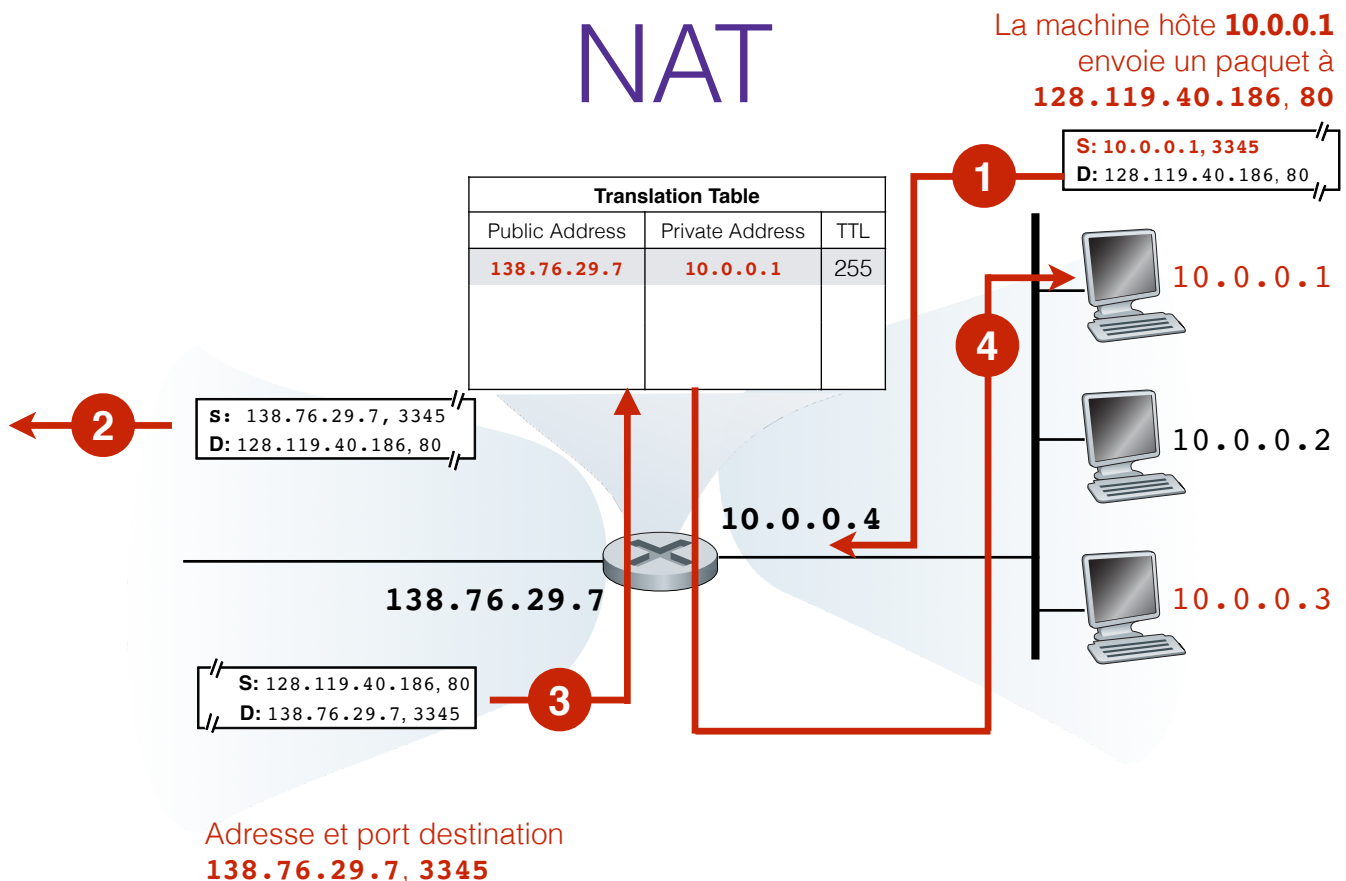 NAT
La machine hôte 10.0.0.1
envoie un paquet à
128.119.40.186, 80
S: 10.0.0.1, 3345
D: 128.119.40.186, 80
1
Translation Table
Public Address Private Address TTL
138.76.29.7 10.0.0.1 255
10.0.0.1
4
2
S: 138.76.29.7, 3345
D: 128.119.40.186, 80
10.0.0.2
10.0.0.4
138.76.29.7
10.0.0.3
S: 128.119.40.186, 80
D: 138.76.29.7, 3345
3
Adresse et port destination
138.76.29.7, 3345